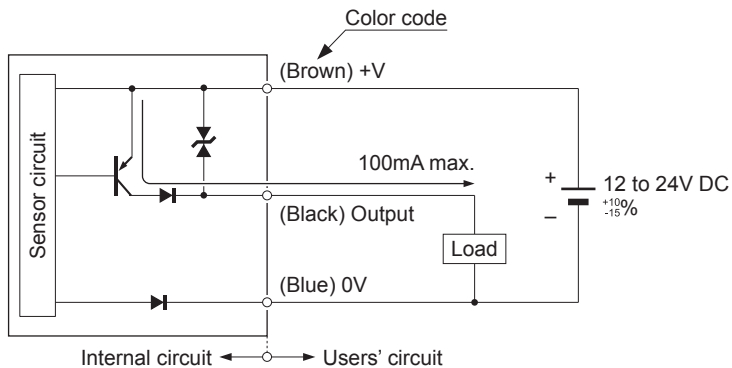 Color code
(Brown) +V
Sensor circuit
100mA max.
+
12 to 24V DC
+10
-15%
–
(Black) Output
Load
(Blue) 0V
Internal circuit
Users' circuit